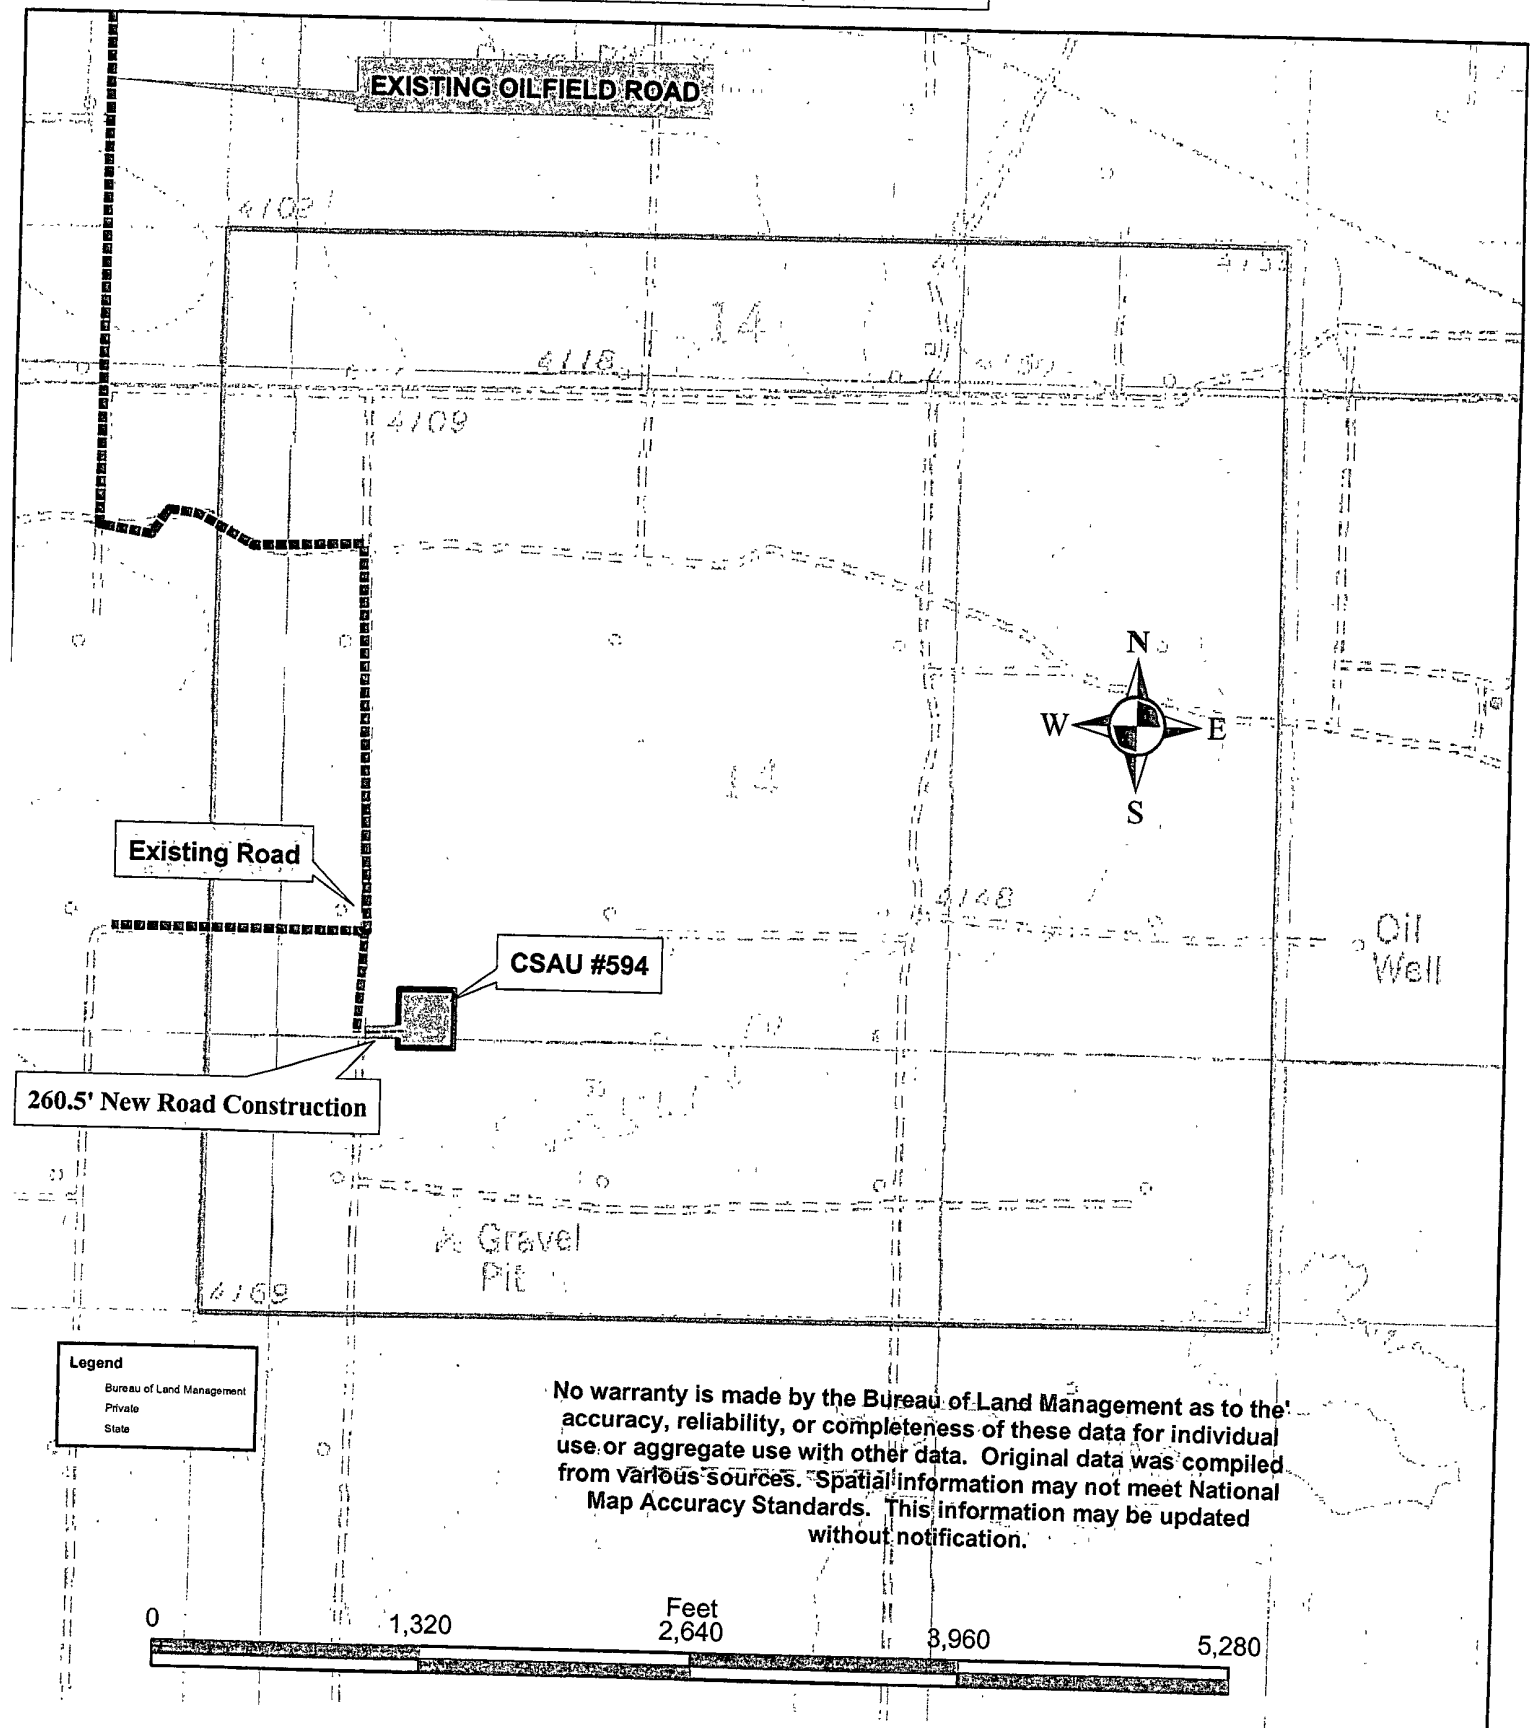 EXISTING OILFIELD ROAD
4102
14
4118
4109
N
W E
S
14
Existing Road
4148
Oil
Well
CSAU #594
260.5' New Road Construction
Gravel
Pit
4169
Legend
Bureau of Land Management
Private
State
No warranty is made by the Bureau of Land Management as to the
accuracy, reliability, or completeness of these data for individual
use or aggregate use with other data. Original data was compiled
from various sources. Spatial information may not meet National
Map Accuracy Standards. This information may be updated
without notification.
Feet
0 1,320 2,640 3,960 5,280